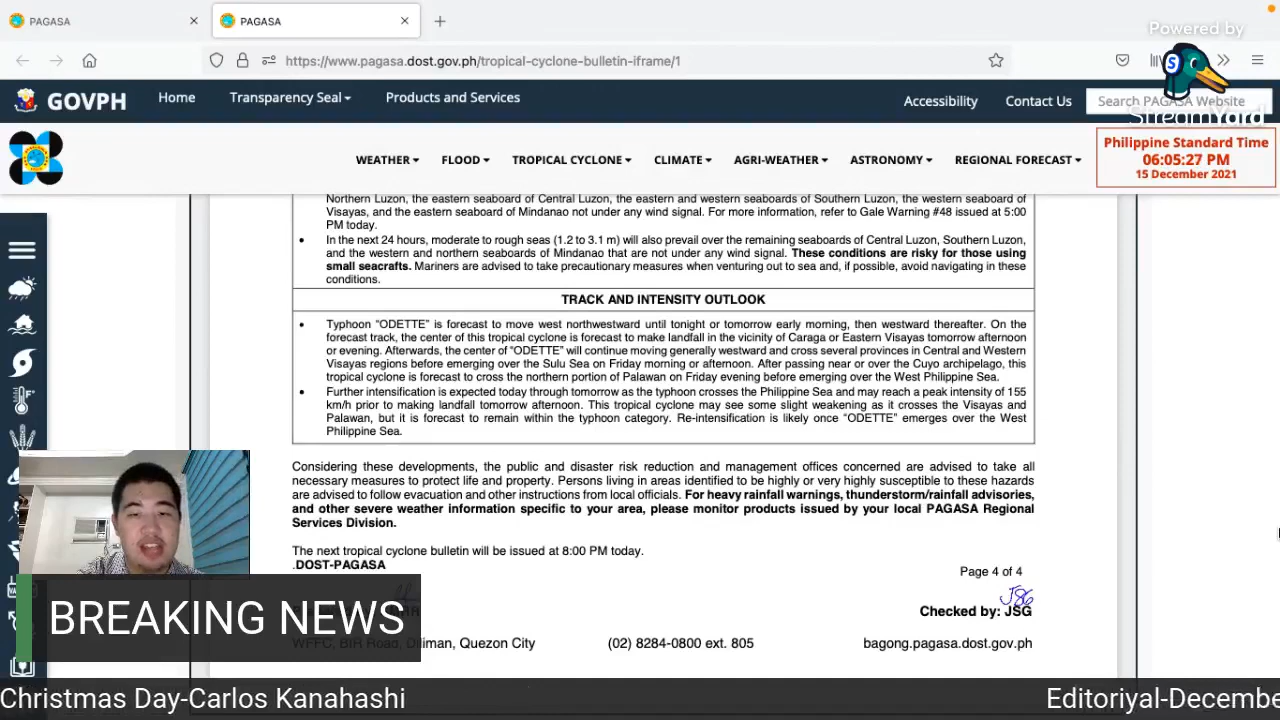 PAGASA
PAGASA
Powered by
https://www.pagasa.dost.gov.ph/tropical-cyclone-bulletin-iframe/1
GOVPH
Home
Transparency Seal
Products and Services
Accessibility
Contact Us
Search PAGASA Website
StreamYard
WEATHER
FLOOD
TROPICAL CYCLONE
CLIMATE
AGRI-WEATHER
ASTRONOMY
REGIONAL FORECAST
Philippine Standard Time
06:05:27 PM
15 December 2021
Northern Luzon, the eastern seaboard of Central Luzon, the eastern and western seaboards of Southern Luzon, the western seaboard of
Visayas, and the eastern seaboard of Mindanao not under any wind signal. For more information, refer to Gale Warning #48 issued at 5:00
PM today.
• In the next 24 hours, moderate to rough seas (1.2 to 3.1 m) will also prevail over the remaining seaboards of Central Luzon, Southern Luzon,
and the western and northern seaboards of Mindanao that are not under any wind signal. These conditions are risky for those using
small seacrafts. Mariners are advised to take precautionary measures when venturing out to sea and, if possible, avoid navigating in these
conditions.
TRACK AND INTENSITY OUTLOOK
• Typhoon "ODETTE" is forecast to move west northwestward until tonight or tomorrow early morning, then westward thereafter. On the
forecast track, the center of this tropical cyclone is forecast to make landfall in the vicinity of Caraga or Eastern Visayas tomorrow afternoon
or evening. Afterwards, the center of "ODETTE" will continue moving generally westward and cross several provinces in Central and Western
Visayas regions before emerging over the Sulu Sea on Friday morning or afternoon. After passing near or over the Cuyo archipelago, this
tropical cyclone is forecast to cross the northern portion of Palawan on Friday evening before emerging over the West Philippine Sea.
• Further intensification is expected today through tomorrow as the typhoon crosses the Philippine Sea and may reach a peak intensity of 155
km/h prior to making landfall tomorrow afternoon. This tropical cyclone may see some slight weakening as it crosses the Visayas and
Palawan, but it is forecast to remain within the typhoon category. Re-intensification is likely once "ODETTE" emerges over the West
Philippine Sea.
Considering these developments, the public and disaster risk reduction and management offices concerned are advised to take all
necessary measures to protect life and property. Persons living in areas identified to be highly or very highly susceptible to these hazards
are advised to follow evacuation and other instructions from local officials. For heavy rainfall warnings, thunderstorm/rainfall advisories,
and other severe weather information specific to your area, please monitor products issued by your local PAGASA Regional
Services Division.
The next tropical cyclone bulletin will be issued at 8:00 PM today.
.DOST-PAGASA
Page 4 of 4
JSG
Checked by: JSG
BREAKING NEWS
WFFC, BIR Road, Diliman, Quezon City
(02) 8284-0800 ext. 805
bagong.pagasa.dost.gov.ph
Christmas Day-Carlos Kanahashi
Editoriyal-Decembe